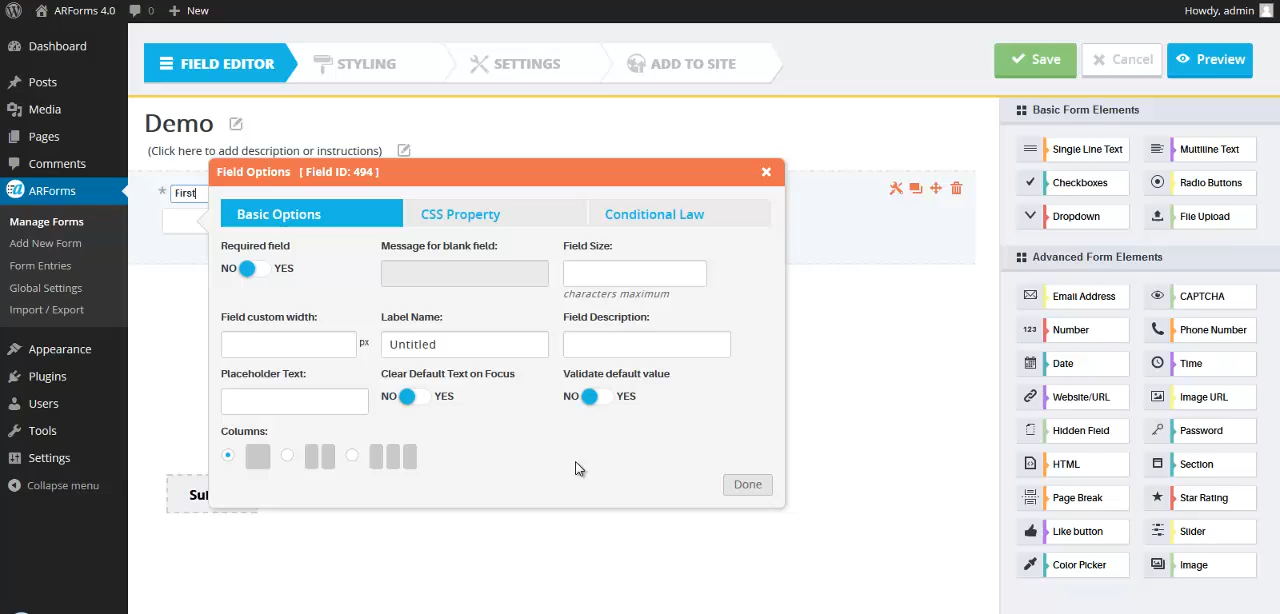 ARForms 4.0 0 New Howdy, admin
Dashboard
Posts
Media
Pages
Comments
ARForms
Manage Forms
Add New Form
Form Entries
Global Settings
Import / Export
Appearance
Plugins
Users
Tools
Settings
Collapse menu
FIELD EDITOR STYLING SETTINGS ADD TO SITE Save Cancel Preview
Demo
(Click here to add description or instructions)
* First
Field Options [ Field ID: 494 ]
Basic Options CSS Property Conditional Law
Required field Message for blank field: Field Size:
NO YES
characters maximum
Field custom width: Label Name: Field Description:
px Untitled
Placeholder Text: Clear Default Text on Focus Validate default value
NO YES NO YES
Columns:
Done
Basic Form Elements
Single Line Text Multiline Text
Checkboxes Radio Buttons
Dropdown File Upload
Advanced Form Elements
Email Address CAPTCHA
123 Number Phone Number
Date Time
Website/URL Image URL
Hidden Field Password
HTML Section
Page Break Star Rating
Like button Slider
Color Picker Image